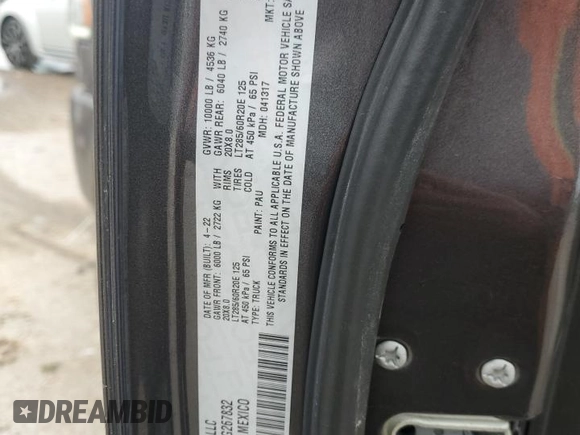 LLC
DATE OF MFR (BUILT): 4-22 GVWR: 10000 LB / 4536 KG
GAWR FRONT: 6000 LB / 2722 KG WITH GAWR REAR: 6040 LB / 2740 KG
20X8.0 RIMS 20X8.0
LT285/60R20E 125 TIRES LT285/60R20E 125
AT 450 kPa / 65 PSI COLD AT 450 kPa / 65 PSI
TYPE: TRUCK PAINT: PAU MDH: 041317 MKT:
THIS VEHICLE CONFORMS TO ALL APPLICABLE U.S.A. FEDERAL MOTOR VEHICLE SA
STANDARDS IN EFFECT ON THE DATE OF MANUFACTURE SHOWN ABOVE
G267832
MEXICO
DREAMBID